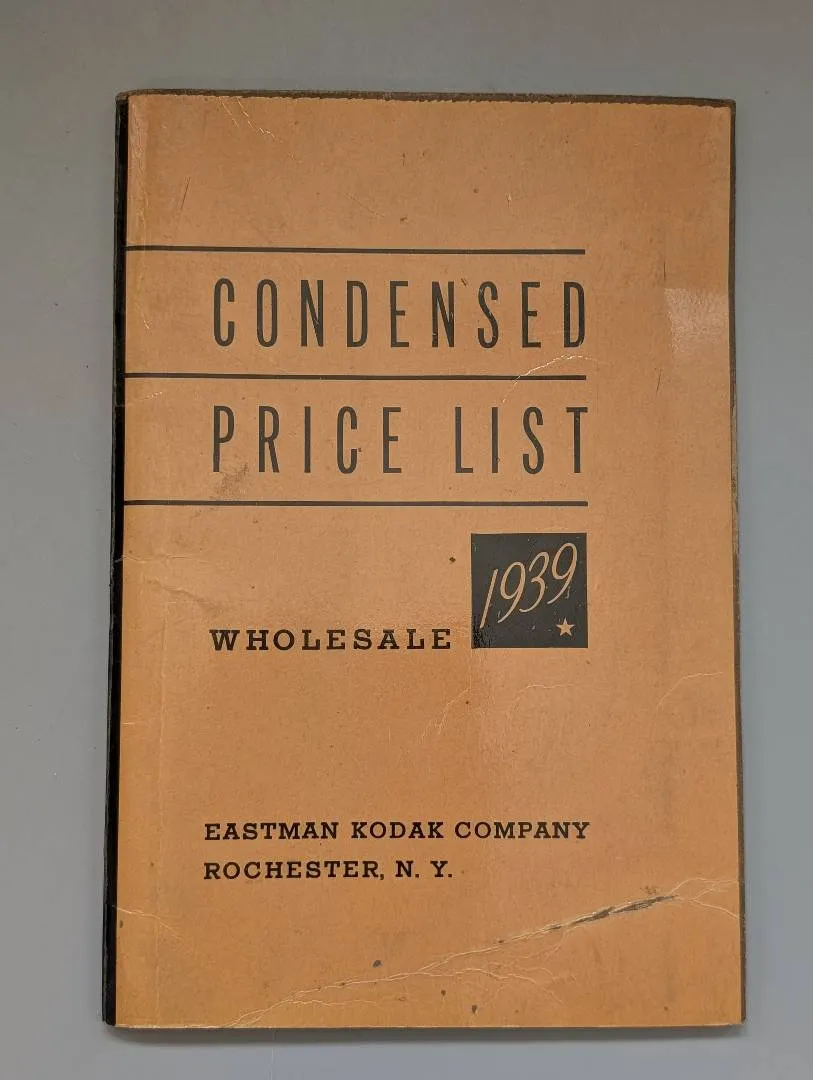 CONDENSED
PRICE LIST
1939
WHOLESALE
EASTMAN KODAK COMPANY
ROCHESTER, N. Y.